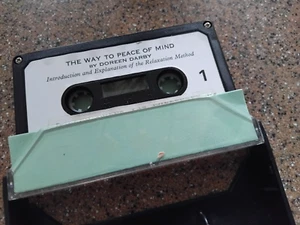 THE WAY TO PEACE OF MIND
BY DOREEN DARBY
Introduction and Explanation of the Relaxation Method
1